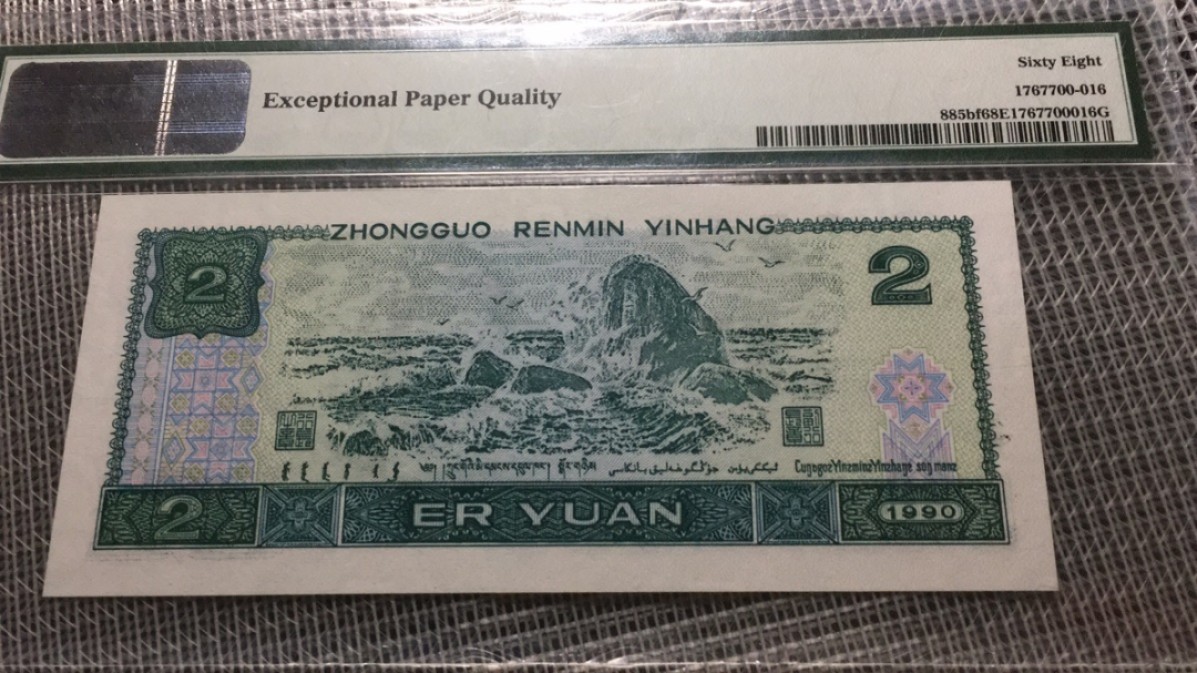 Exceptional Paper Quality
Sixty Eight
1767700-016
885bf68E1767700016G
ZHONGGUO RENMIN YINHANG
2
2
2
ER YUAN
1990